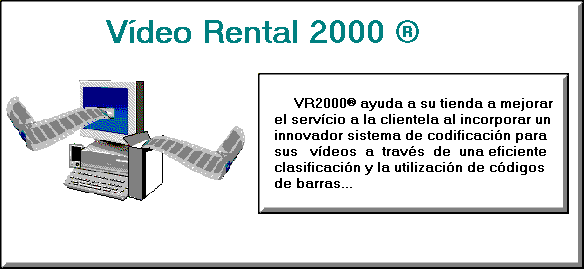 Vídeo Rental 2000 ®
VR2000® ayuda a su tienda a mejorar
el servício a la clientela al incorporar un
innovador sistema de codificación para
sus vídeos a través de una eficiente
clasificación y la utilización de códigos
de barras...